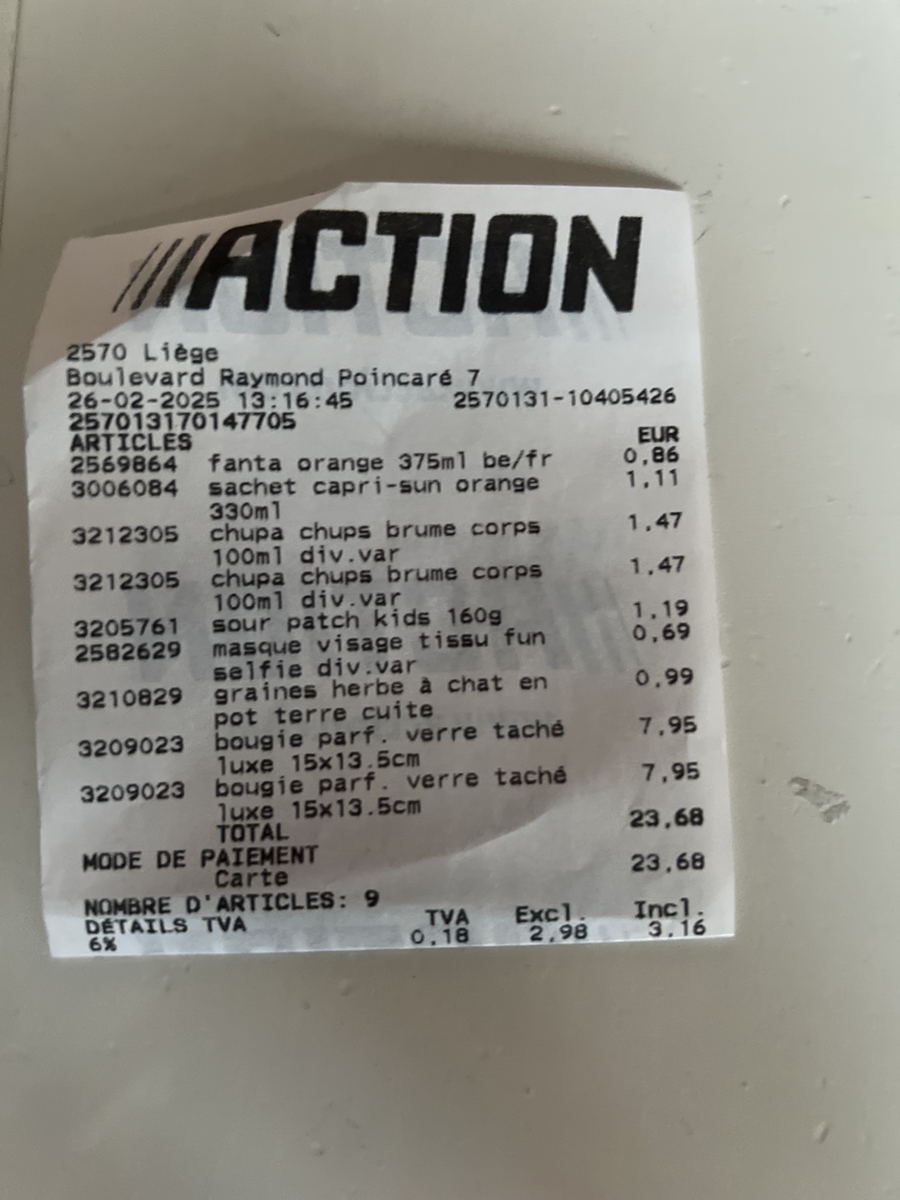 ACTION
2570 Liège
Boulevard Raymond Poincaré 7
26-02-2025 13:16:45 2570131-10405426
257013170147705
ARTICLES EUR
2569864 fanta orange 375ml be/fr 0,86
3006084 sachet capri-sun orange 1,11
330ml
3212305 chupa chups brume corps 1,47
100ml div.var
3212305 chupa chups brume corps 1,47
100ml div.var
3205761 sour patch kids 160g 1,19
2582629 masque visage tissu fun 0,69
selfie div.var
3210829 graines herbe à chat en 0,99
pot terre cuite
3209023 bougie parf. verre taché 7,95
luxe 15x13.5cm
3209023 bougie parf. verre taché 7,95
luxe 15x13.5cm
TOTAL 23,68
MODE DE PAIEMENT
Carte 23,68
NOMBRE D'ARTICLES: 9
DÉTAILS TVA TVA Excl. Incl.
6% 0,18 2,98 3,16